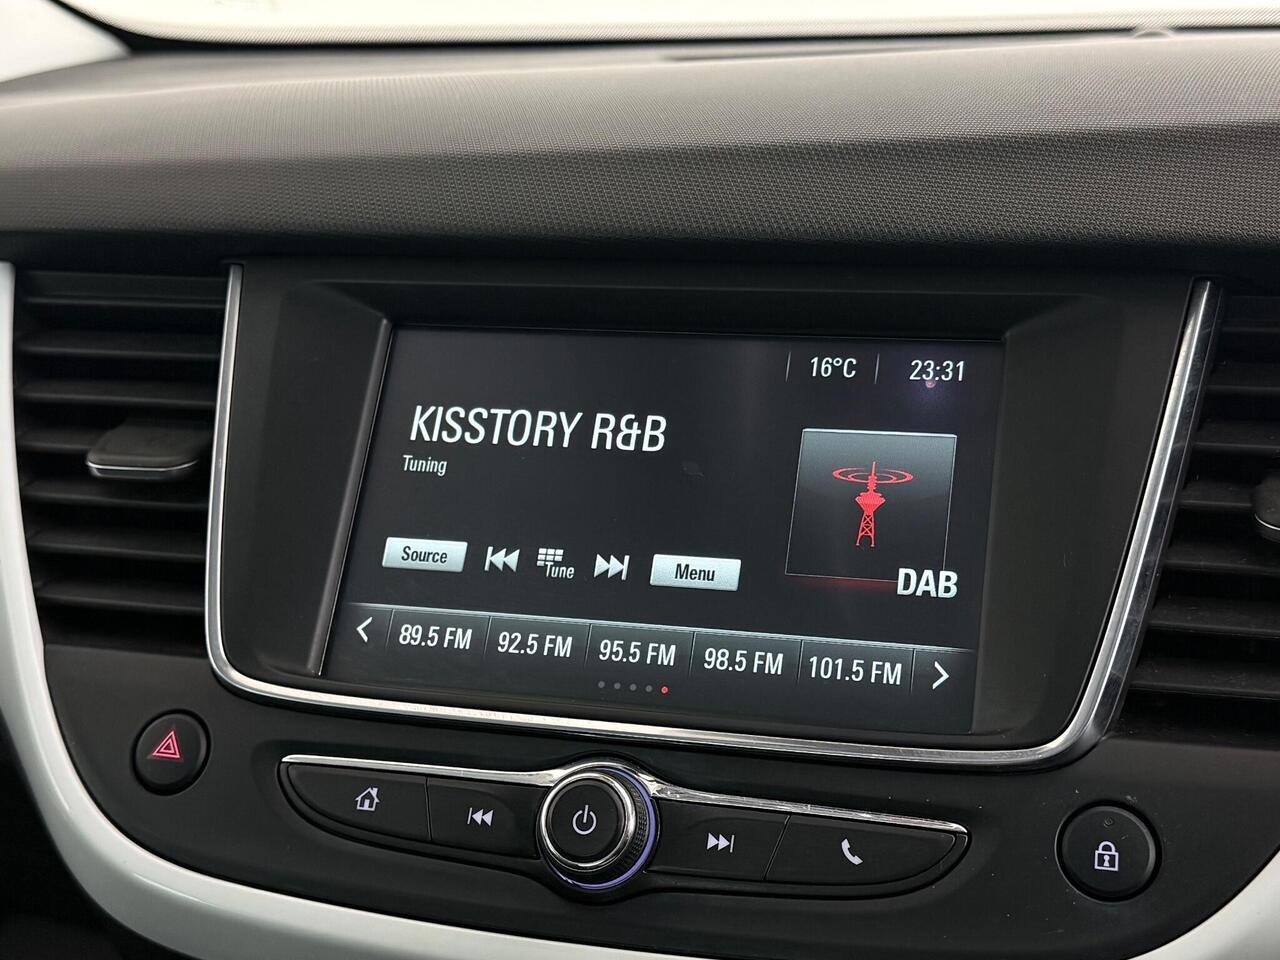 16°C 23:31
KISSTORY R&B
Tuning
Source Tune Menu
DAB
89.5 FM 92.5 FM 95.5 FM 98.5 FM 101.5 FM